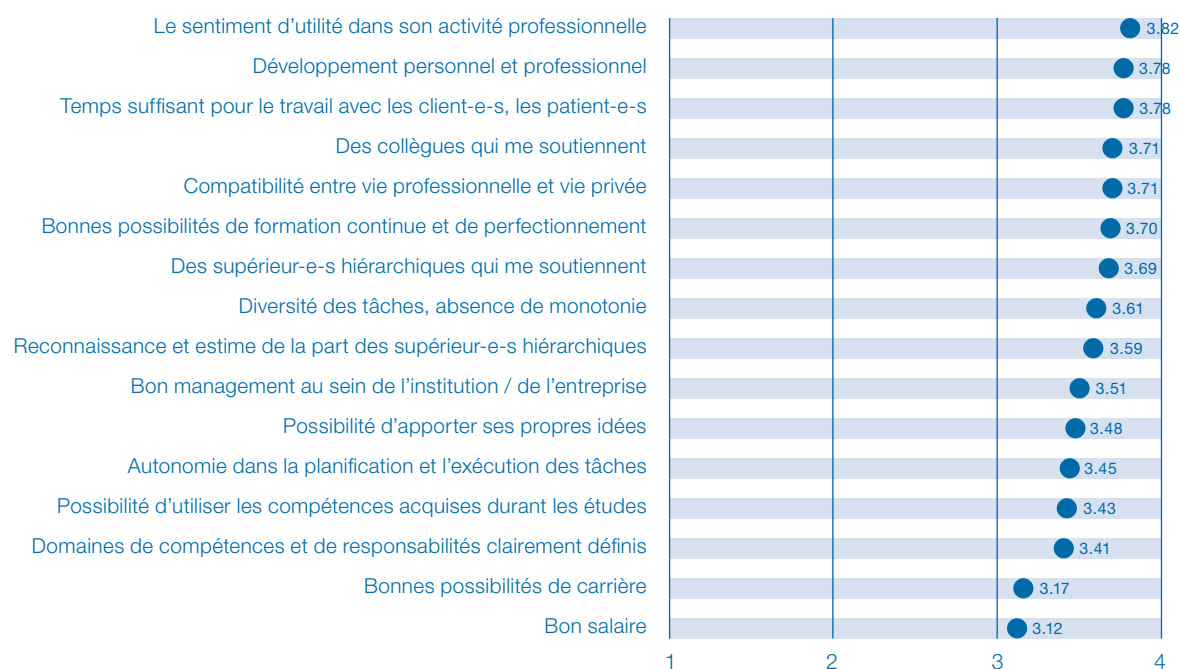 Le sentiment d’utilité dans son activité professionnelle 3.82
Développement personnel et professionnel 3.78
Temps suffisant pour le travail avec les client-e-s, les patient-e-s 3.78
Des collègues qui me soutiennent 3.71
Compatibilité entre vie professionnelle et vie privée 3.71
Bonnes possibilités de formation continue et de perfectionnement 3.70
Des supérieur-e-s hiérarchiques qui me soutiennent 3.69
Diversité des tâches, absence de monotonie 3.61
Reconnaissance et estime de la part des supérieur-e-s hiérarchiques 3.59
Bon management au sein de l’institution / de l’entreprise 3.51
Possibilité d’apporter ses propres idées 3.48
Autonomie dans la planification et l’exécution des tâches 3.45
Possibilité d’utiliser les compétences acquises durant les études 3.43
Domaines de compétences et de responsabilités clairement définis 3.41
Bonnes possibilités de carrière 3.17
Bon salaire 3.12
1 2 3 4